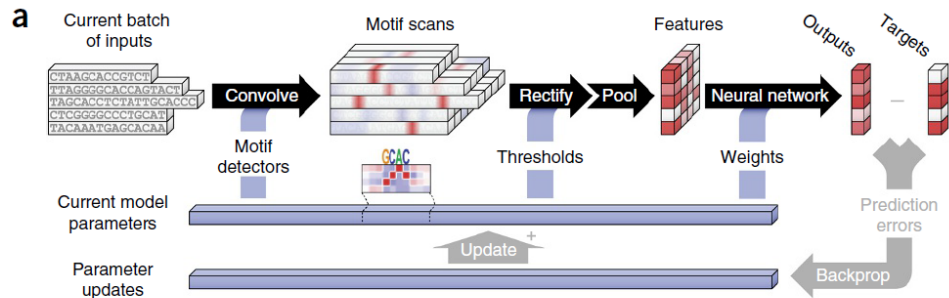 a
Current batch
of inputs
Motif scans
Features
Outputs
Targets
CTAAGCACCGTCT
TTAGGGGCACCAGTACT
TAGCACCTCTATTGCACCC
CTCGGGGCCCTGCAT
TACAAATGAGCACAA
Convolve
Rectify
Pool
Neural network
–
Motif
detectors
GCAC
Thresholds
Weights
Current model
parameters
Prediction
errors
Update
+
Parameter
updates
Backprop